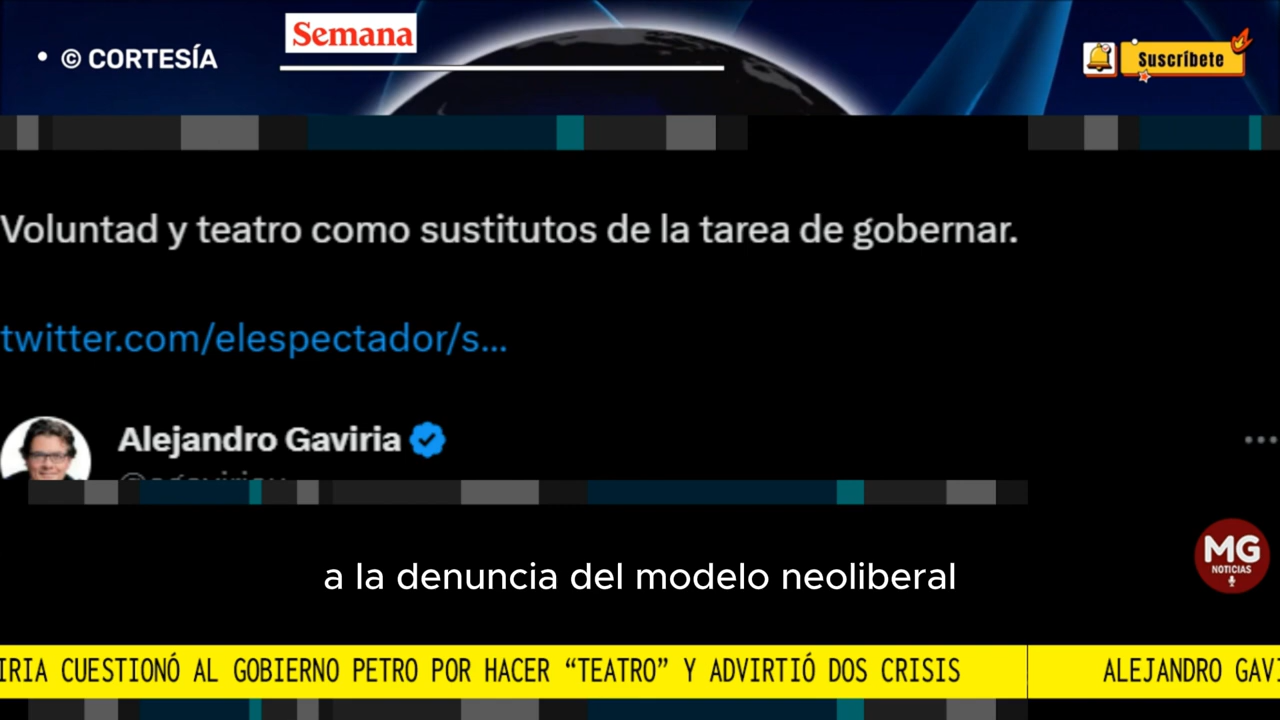 • © CORTESÍA
Semana
Suscríbete
Voluntad y teatro como sustitutos de la tarea de gobernar.
twitter.com/elespectador/s...
Alejandro Gaviria
a la denuncia del modelo neoliberal
MG
NOTICIAS
IRIA CUESTIONÓ AL GOBIERNO PETRO POR HACER “TEATRO” Y ADVIRTIÓ DOS CRISIS
ALEJANDRO GAVI